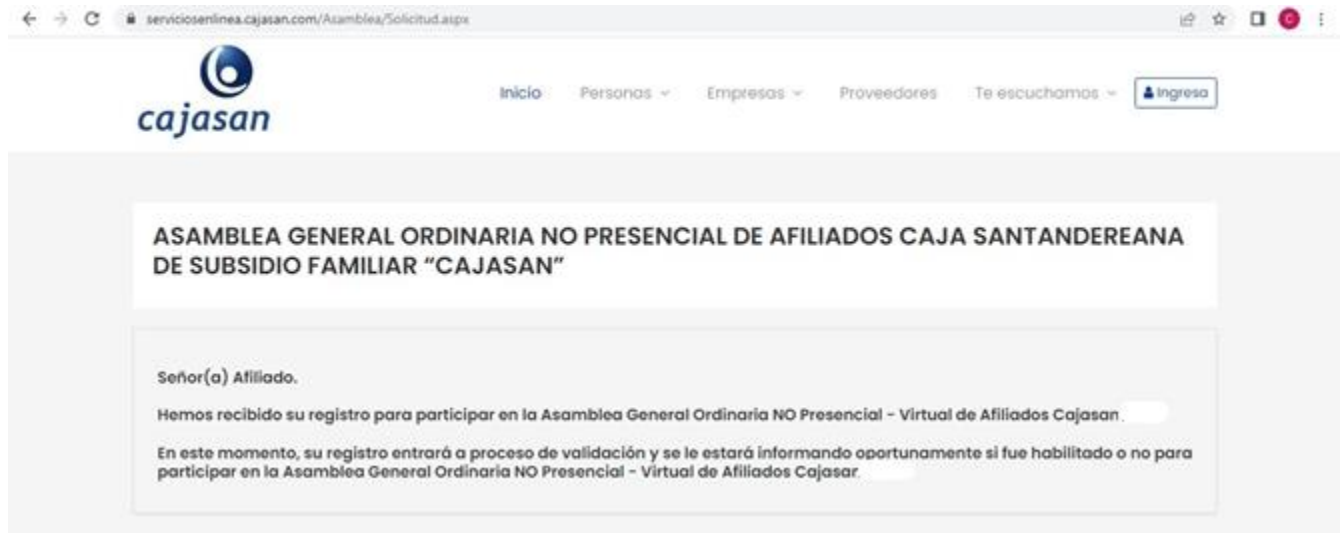 serviciosenlinea.cajasan.com/Asamblea/Solicitud.aspx
C
cajasan
Inicio Personas Empresas Proveedores Te escuchamos Ingreso
ASAMBLEA GENERAL ORDINARIA NO PRESENCIAL DE AFILIADOS CAJA SANTANDEREANA
DE SUBSIDIO FAMILIAR “CAJASAN”
Señor(a) Afiliado.
Hemos recibido su registro para participar en la Asamblea General Ordinaria NO Presencial - Virtual de Afiliados Cajasan.
En este momento, su registro entrará a proceso de validación y se le estará informando oportunamente si fue habilitado o no para
participar en la Asamblea General Ordinaria NO Presencial - Virtual de Afiliados Cajasan.